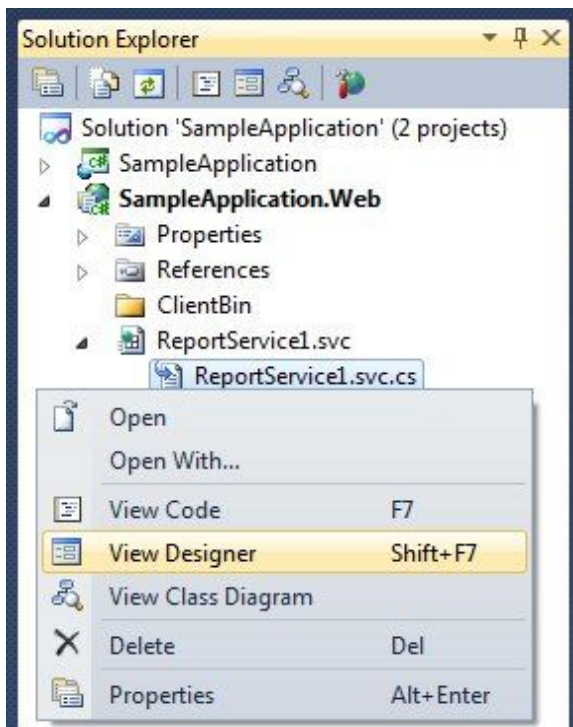 Solution Explorer
Solution 'SampleApplication' (2 projects)
SampleApplication
SampleApplication.Web
Properties
References
ClientBin
ReportService1.svc
ReportService1.svc.cs
Open
Open With...
View Code F7
View Designer Shift+F7
View Class Diagram
Delete Del
Properties Alt+Enter